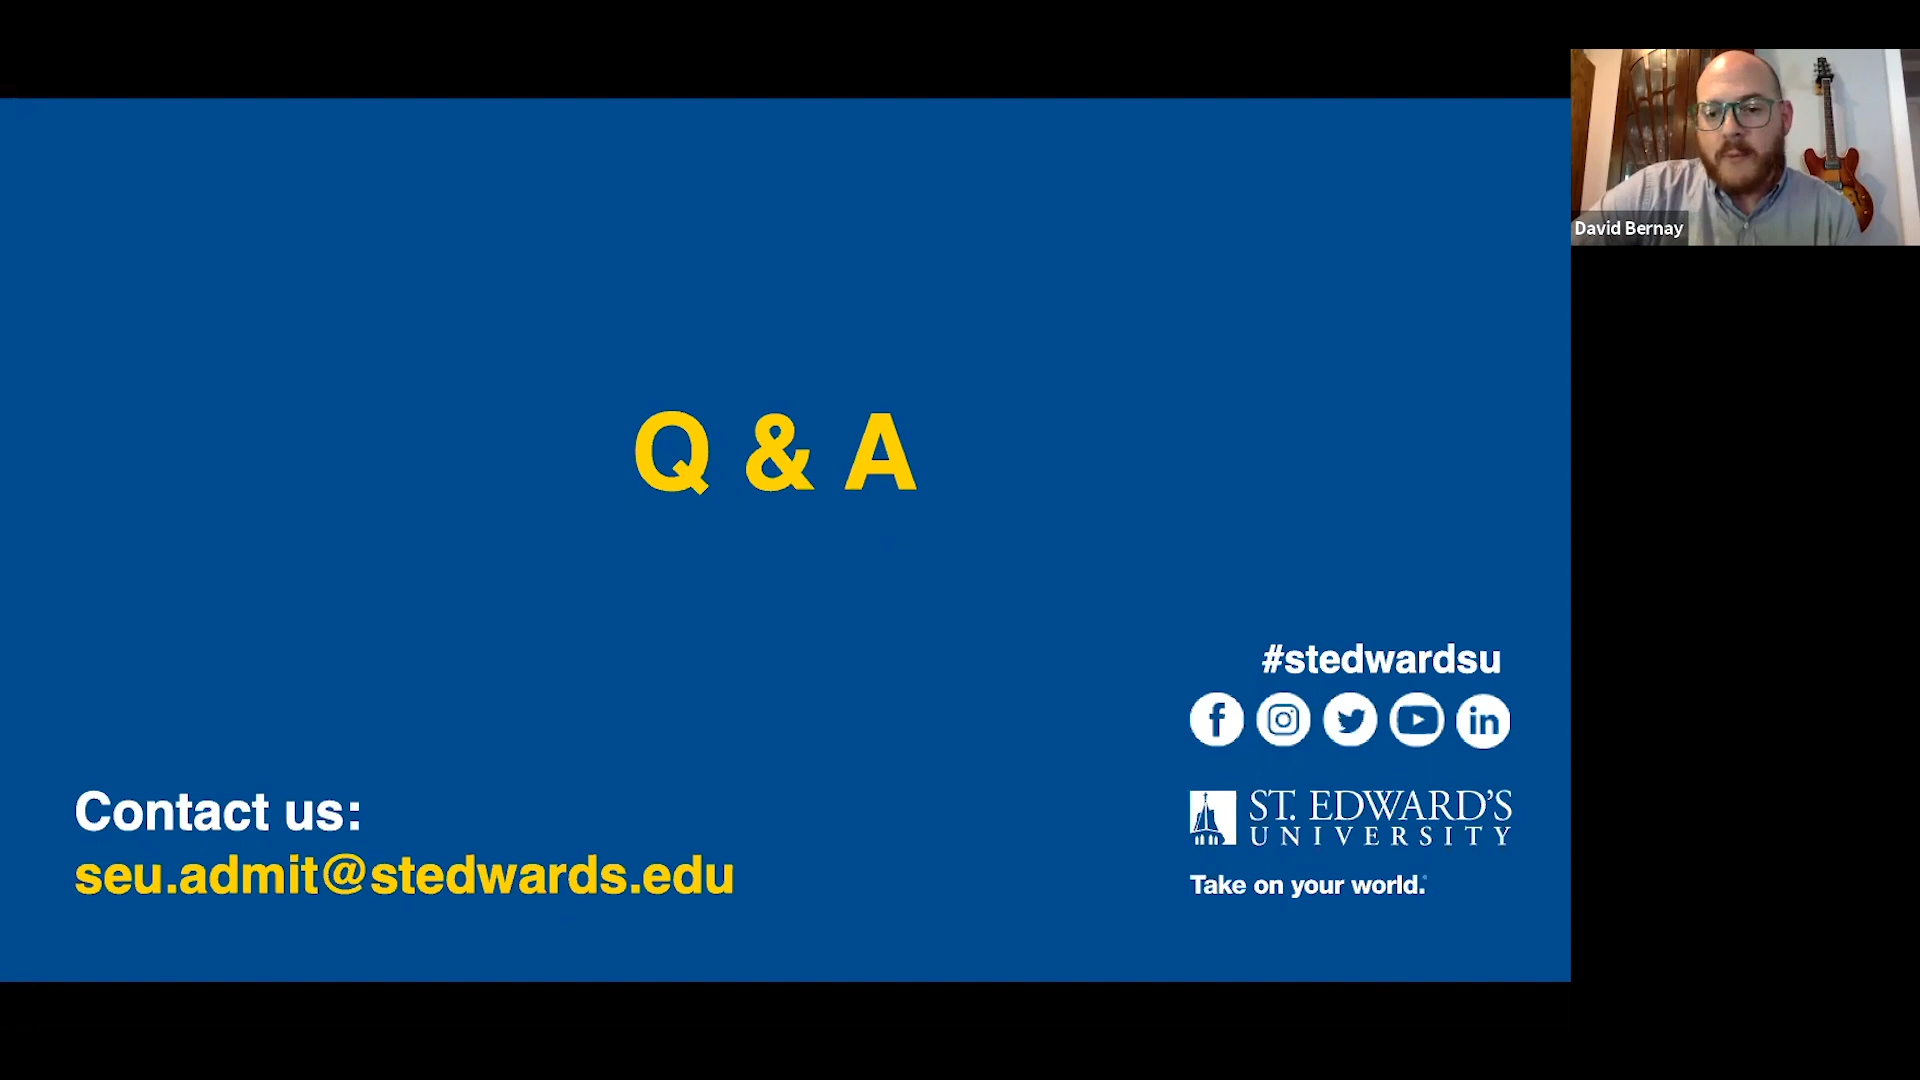 Q & A
#stedwardsu
ST. EDWARD'S
UNIVERSITY
Take on your world.
Contact us:
seu.admit@stedwards.edu
David Bernay